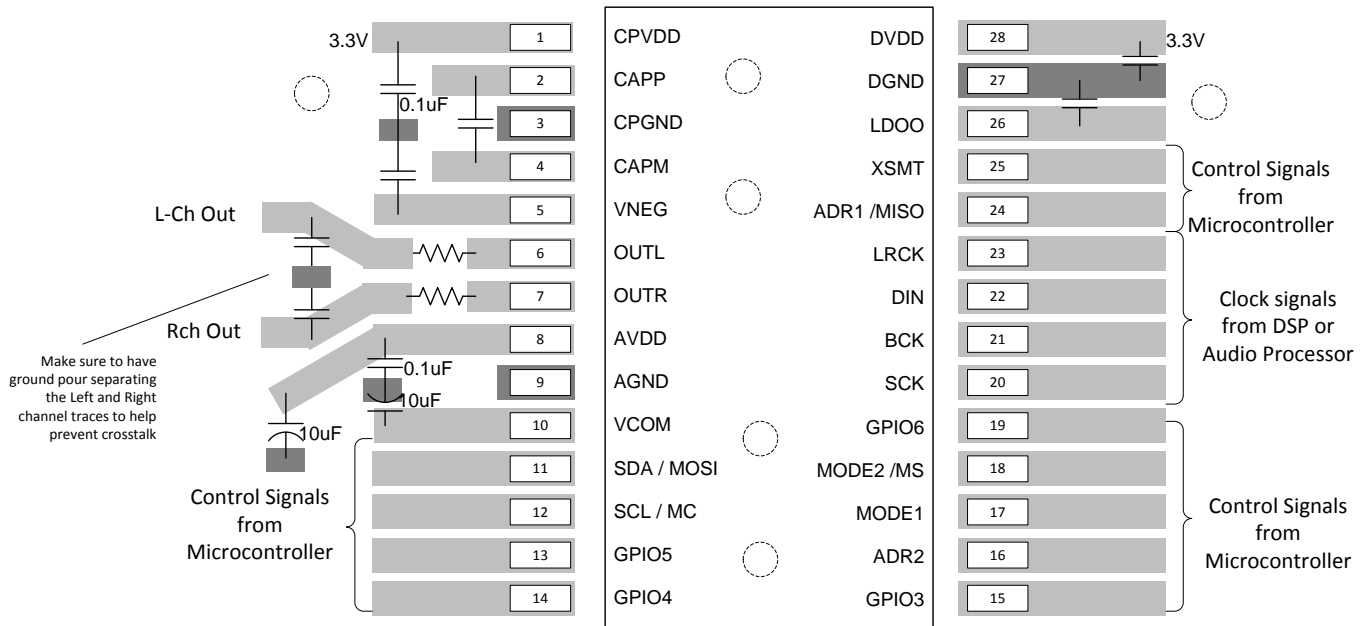 3.3V
1
CPVDD
DVDD
28
3.3V
2
CAPP
DGND
27
0.1uF
3
CPGND
LDOO
26
4
CAPM
XSMT
25
5
VNEG
ADR1 /MISO
24
Control Signals
from
Microcontroller
L-Ch Out
6
OUTL
LRCK
23
7
OUTR
DIN
22
Rch Out
8
AVDD
BCK
21
Clock signals
from DSP or
Audio Processor
Make sure to have
ground pour separating
the Left and Right
channel traces to help
prevent crosstalk
0.1uF
9
AGND
SCK
20
10uF
10uF
10
VCOM
GPIO6
19
11
SDA / MOSI
MODE2 /MS
18
Control Signals
from
Microcontroller
12
SCL / MC
MODE1
17
Control Signals
from
Microcontroller
13
GPIO5
ADR2
16
14
GPIO4
GPIO3
15